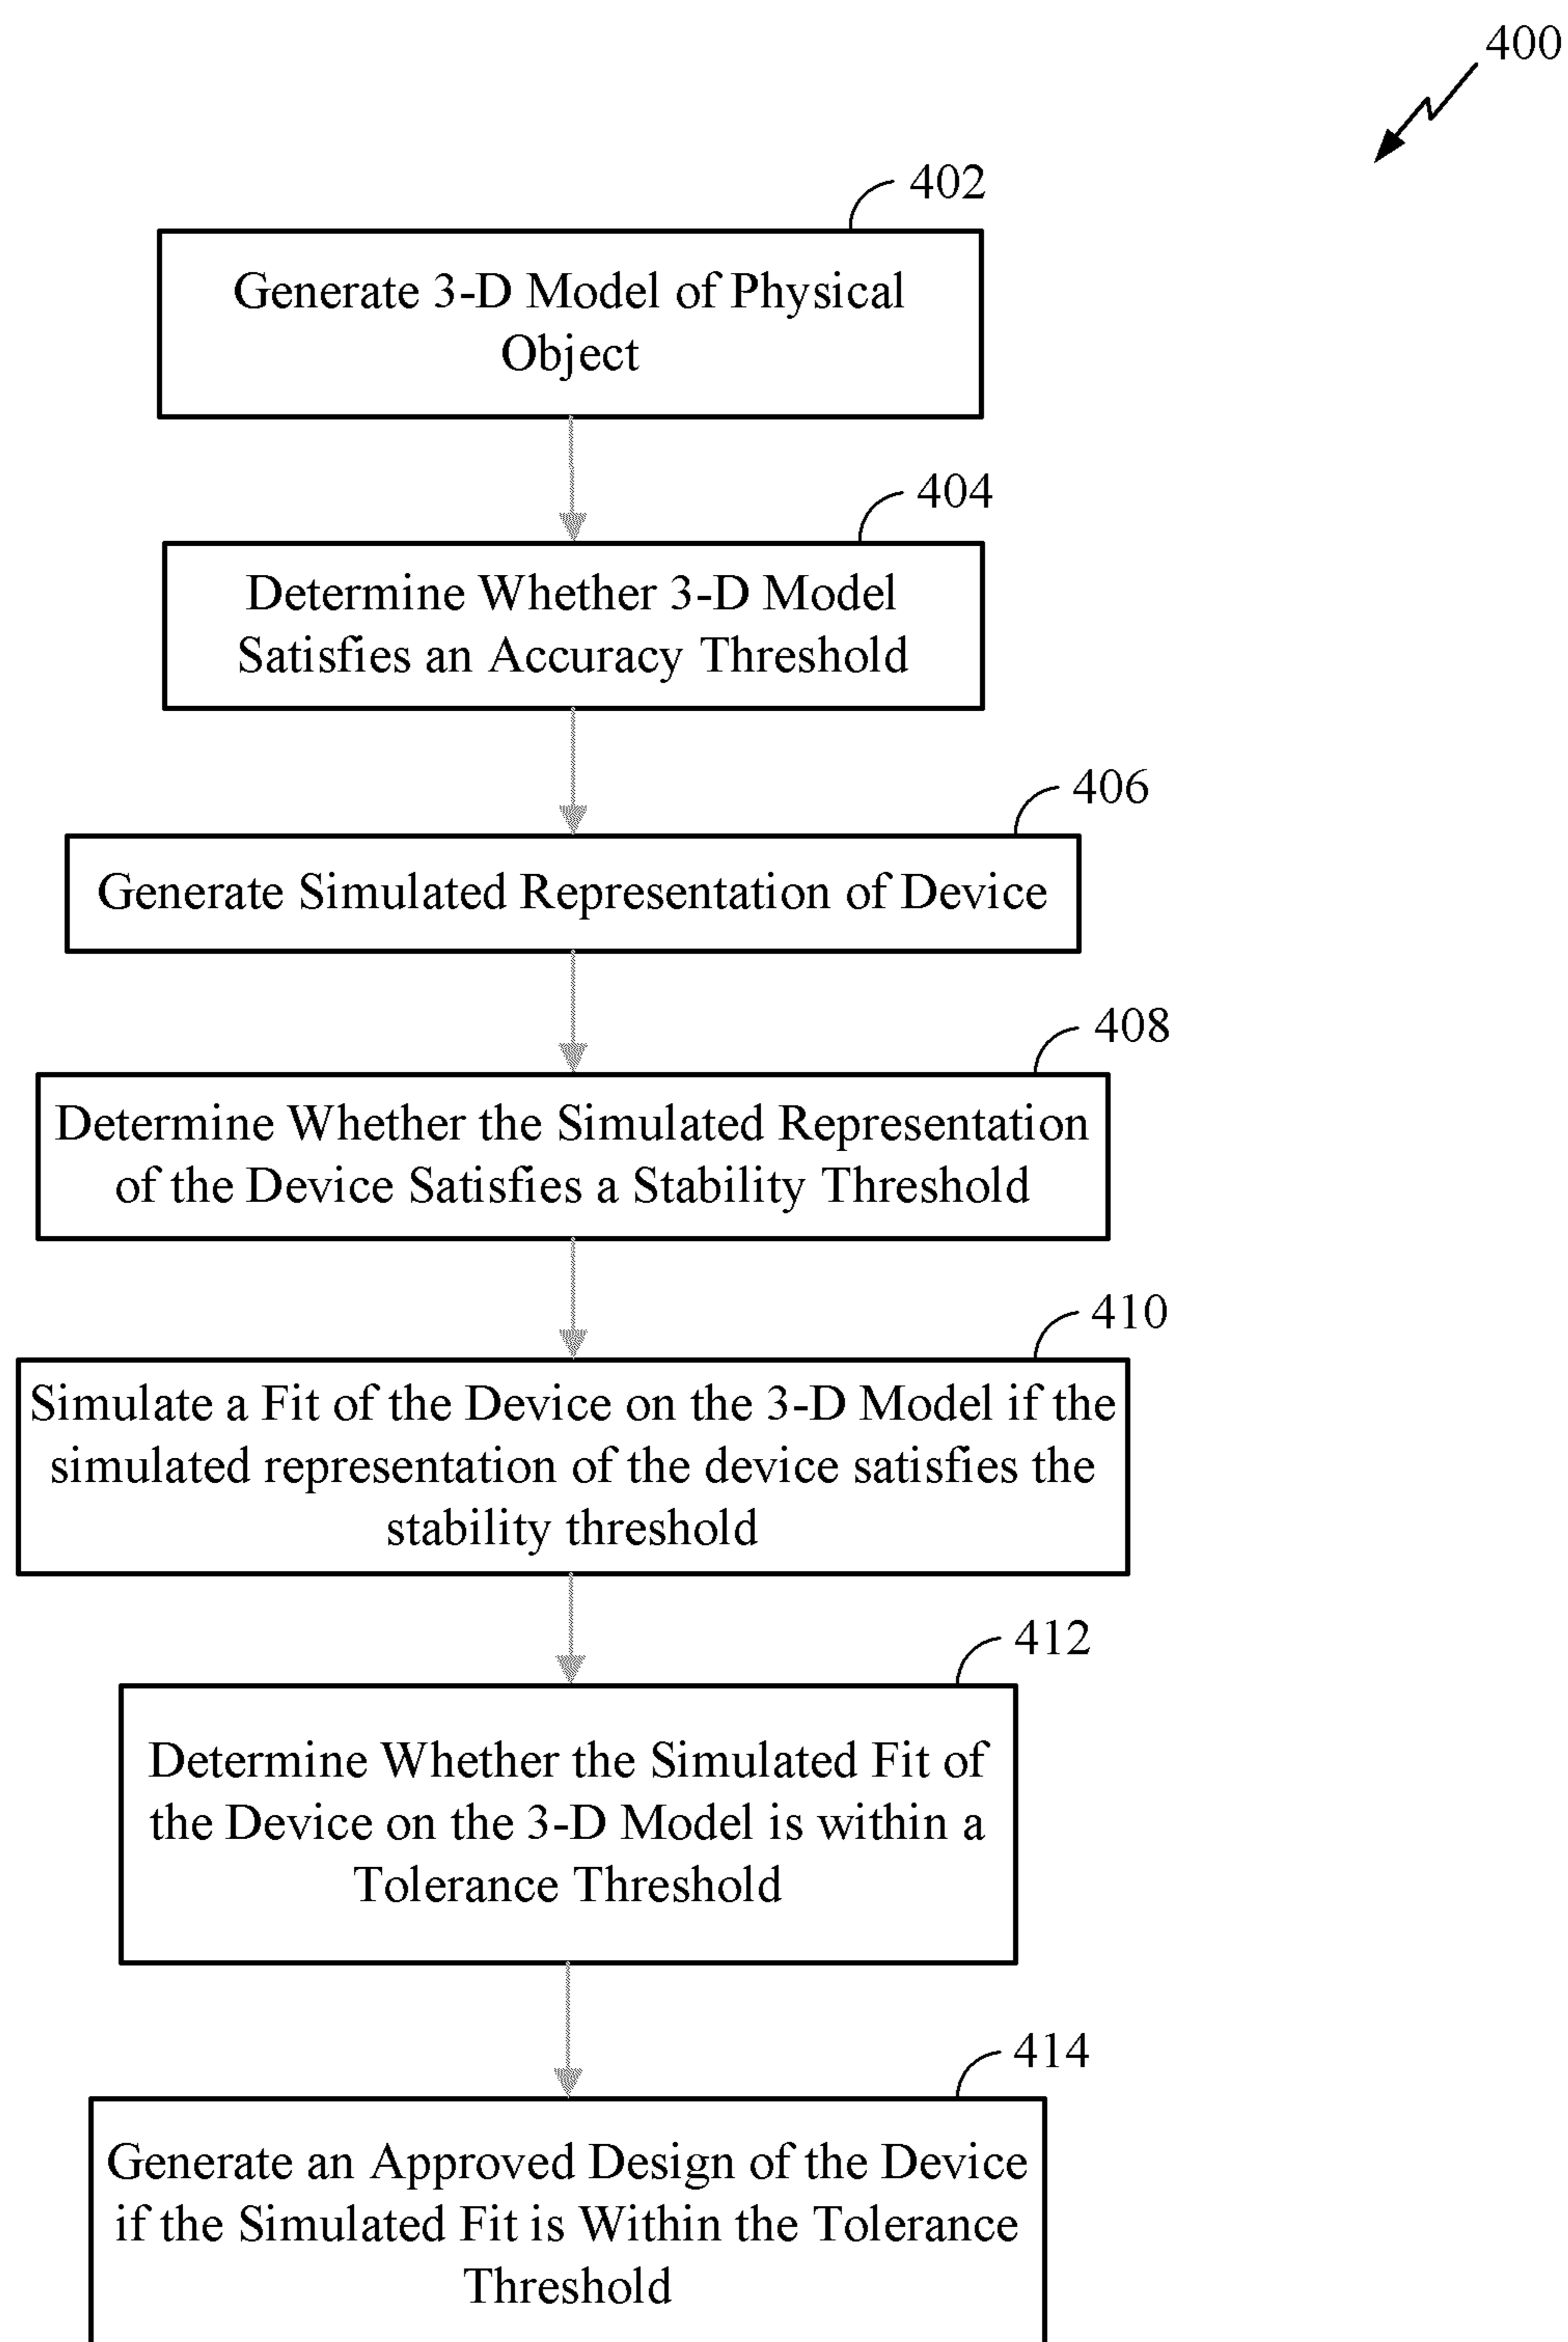 400
402
Generate 3-D Model of Physical
Object
404
Determine Whether 3-D Model
Satisfies an Accuracy Threshold
406
Generate Simulated Representation of Device
408
Determine Whether the Simulated Representation
of the Device Satisfies a Stability Threshold
410
Simulate a Fit of the Device on the 3-D Model if the
simulated representation of the device satisfies the
stability threshold
412
Determine Whether the Simulated Fit of
the Device on the 3-D Model is within a
Tolerance Threshold
414
Generate an Approved Design of the Device
if the Simulated Fit is Within the Tolerance
Threshold